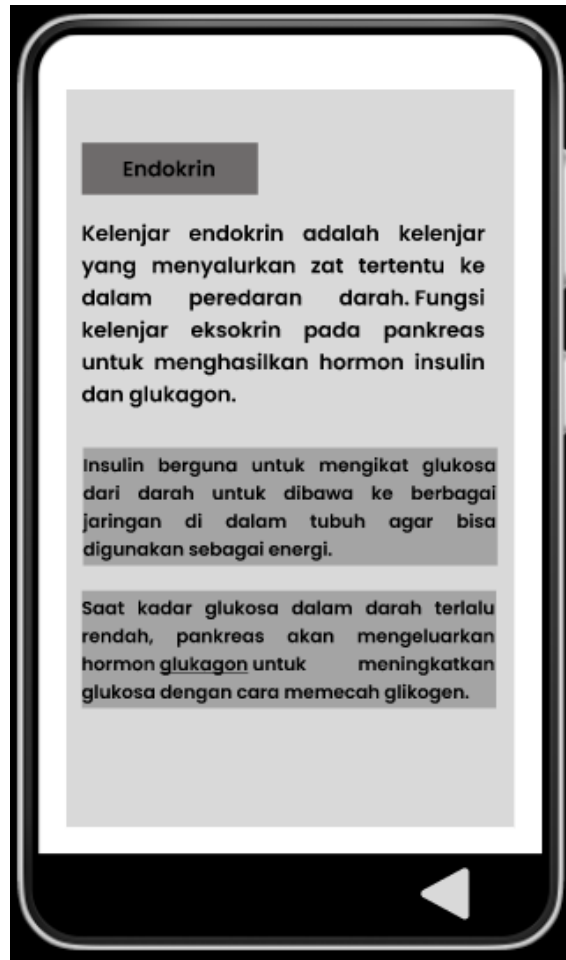 Endokrin
Kelenjar endokrin adalah kelenjar
yang menyalurkan zat tertentu ke
dalam peredaran darah. Fungsi
kelenjar eksokrin pada pankreas
untuk menghasilkan hormon insulin
dan glukagon.
Insulin berguna untuk mengikat glukosa
dari darah untuk dibawa ke berbagai
jaringan di dalam tubuh agar bisa
digunakan sebagai energi.
Saat kadar glukosa dalam darah terlalu
rendah, pankreas akan mengeluarkan
hormon glukagon untuk meningkatkan
glukosa dengan cara memecah glikogen.